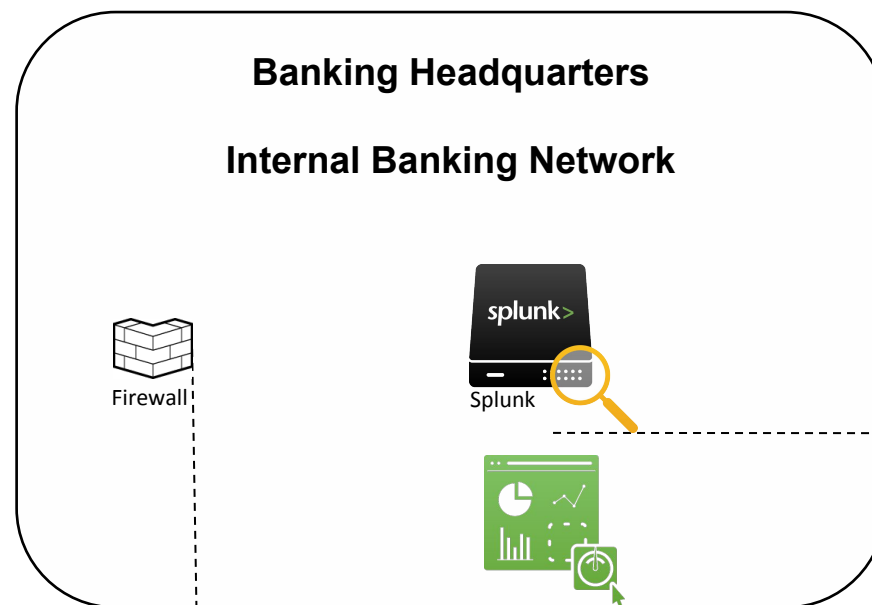 Banking Headquarters
Internal Banking Network
splunk>
Firewall
Splunk